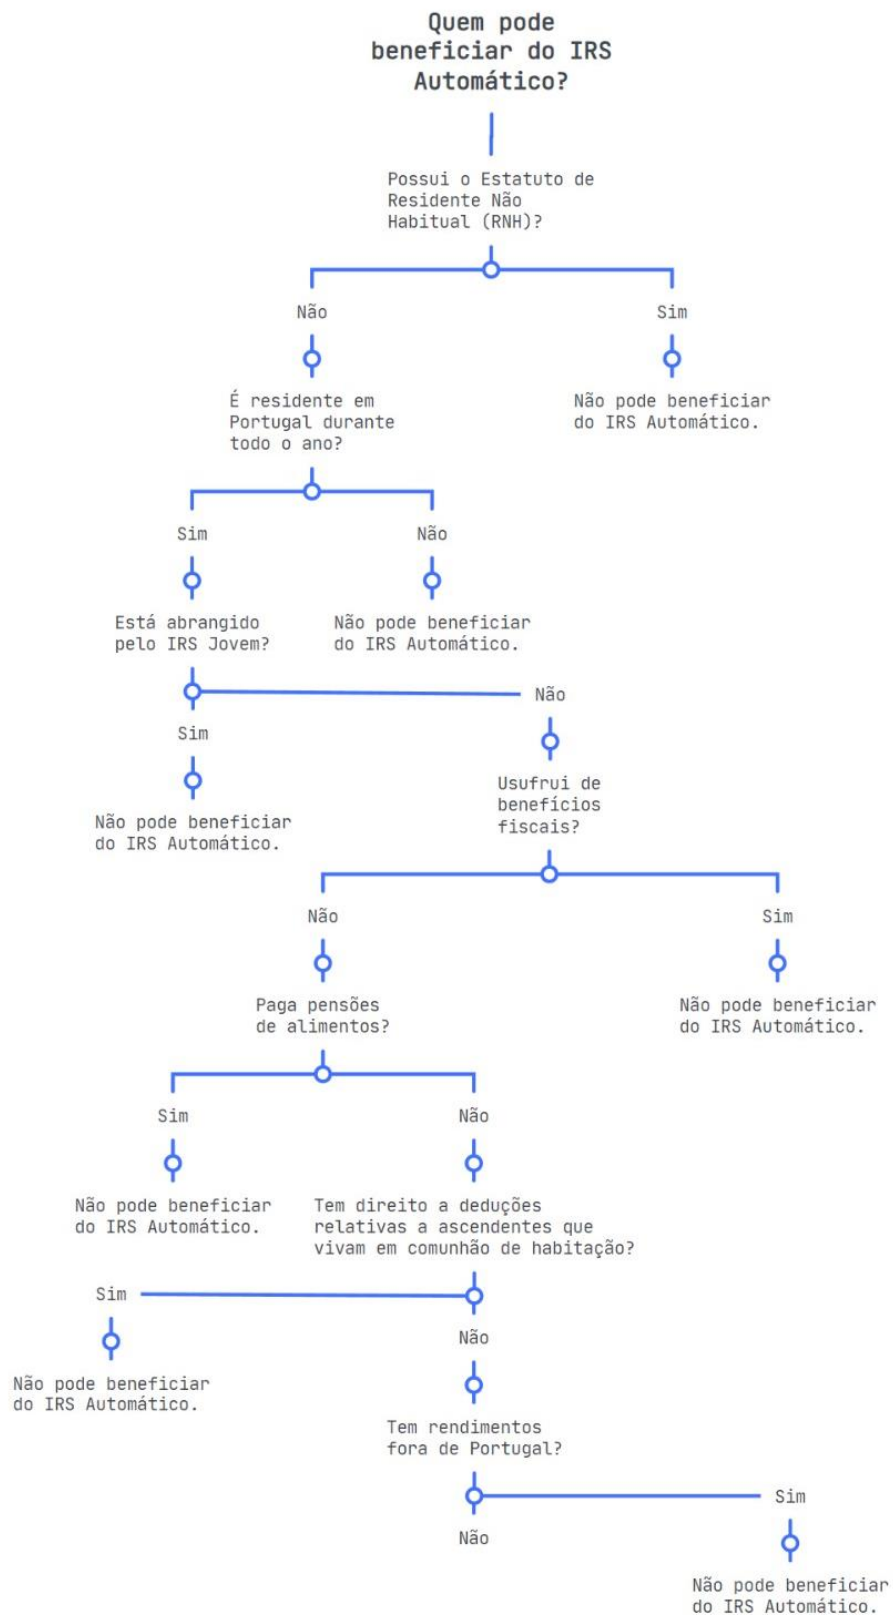 Quem pode
beneficiar do IRS
Automático?
Possui o Estatuto de
Residente Não
Habitual (RNH)?
Não
Sim
É residente em
Portugal durante
todo o ano?
Não pode beneficiar
do IRS Automático.
Sim
Não
Está abrangido
pelo IRS Jovem?
Não pode beneficiar
do IRS Automático.
Não
Sim
Usufrui de
benefícios
fiscais?
Não pode beneficiar
do IRS Automático.
Não
Sim
Paga pensões
de alimentos?
Não pode beneficiar
do IRS Automático.
Sim
Não
Não pode beneficiar
do IRS Automático.
Tem direito a deduções
relativas a ascendentes que
vivam em comunhão de habitação?
Sim
Não
Não pode beneficiar
do IRS Automático.
Tem rendimentos
fora de Portugal?
Sim
Não
Não pode beneficiar
do IRS Automático.